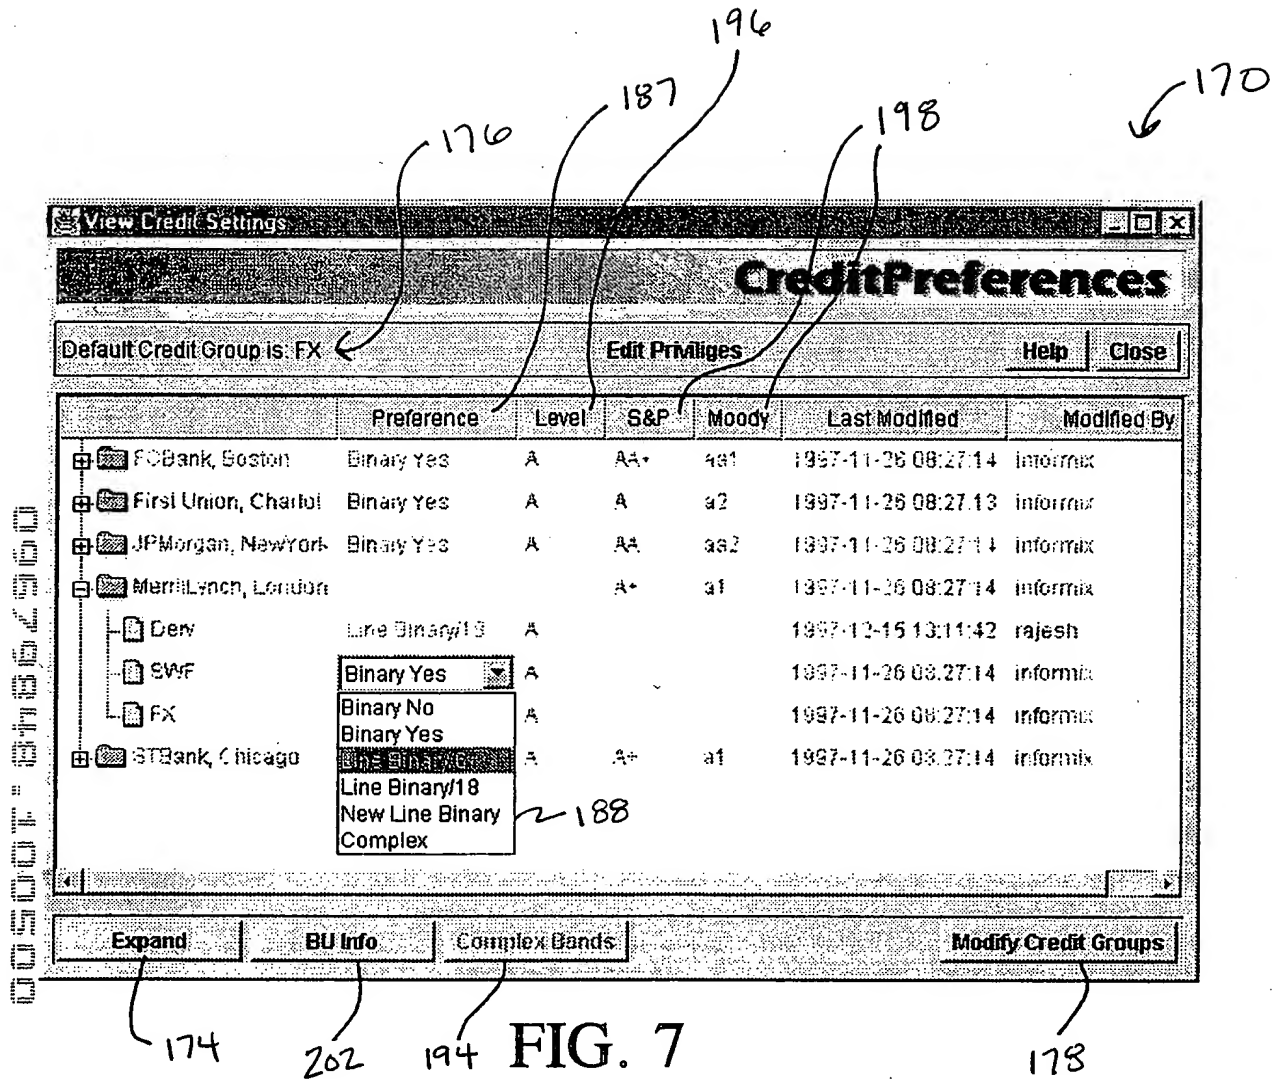 196
187
198
170
176
View Credit Settings
CreditPreferences
Default Credit Group is: FX
Edit Priviliges
Help
Close
Preference Level S&P Moody Last Modified Modified By
FCBank, Boston Binary Yes A AA+ aa1 1997-11-26 08:27:14 informix
First Union, Charlot Binary Yes A A a2 1997-11-26 08:27:13 informix
JPMorgan, NewYork Binary Yes A AA aa2 1997-11-26 08:27:14 informix
MerrilLynch, London A+ a1 1997-11-26 08:27:14 informix
Derv Line Binary/18 A 1997-12-15 13:11:42 rajesh
SWF Binary Yes A 1997-11-26 08:27:14 informix
FX A 1997-11-26 08:27:14 informix
Binary No
Binary Yes
STBank, Chicago Line Binary A A+ a1 1997-11-26 08:27:14 informix
Line Binary/18
New Line Binary
188
Complex
Expand
BU Info
Complex Bands
Modify Credit Groups
174
202
194
FIG. 7
178